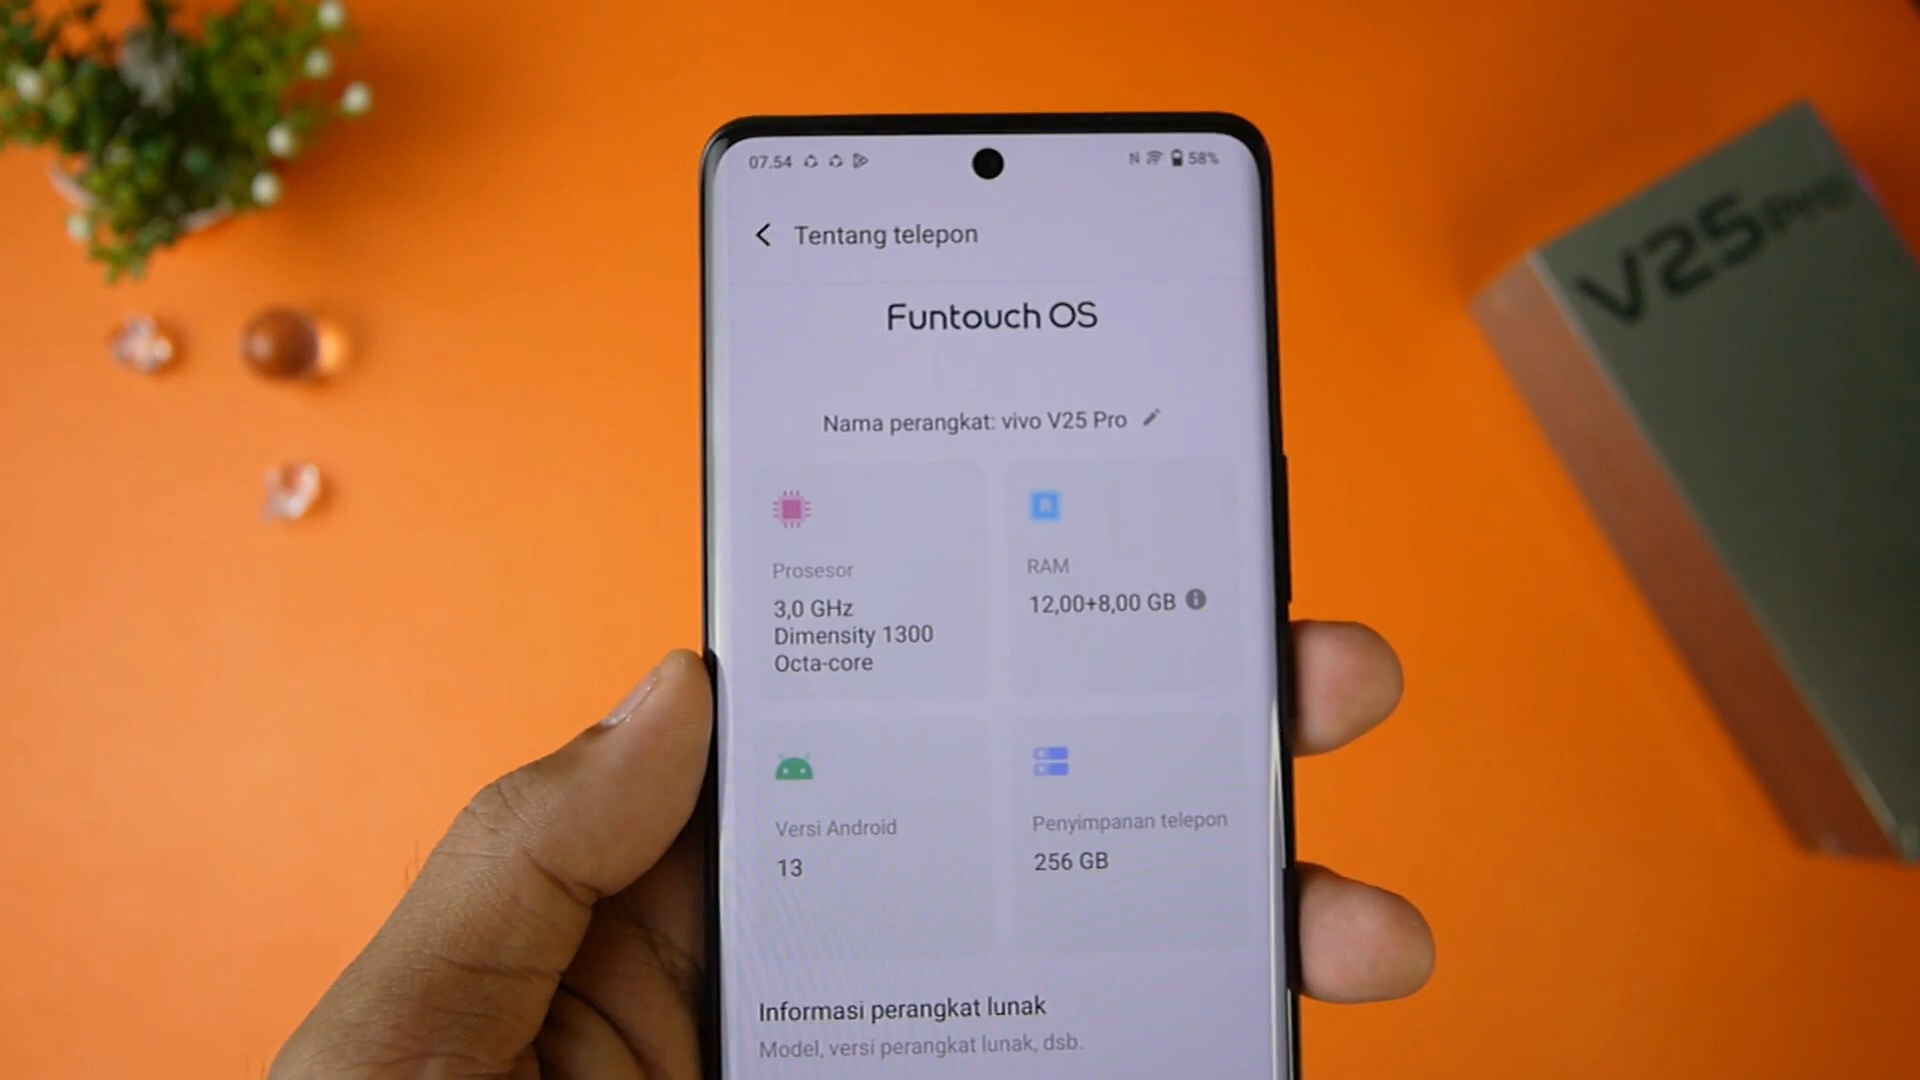 07.54
58%
Tentang telepon
Funtouch OS
Nama perangkat: vivo V25 Pro
Prosesor
3,0 GHz
Dimensity 1300
Octa-core
R
RAM
12,00+8,00 GB
Versi Android
13
Penyimpanan telepon
256 GB
Informasi perangkat lunak
Model, versi perangkat lunak, dsb.
V25 Pro